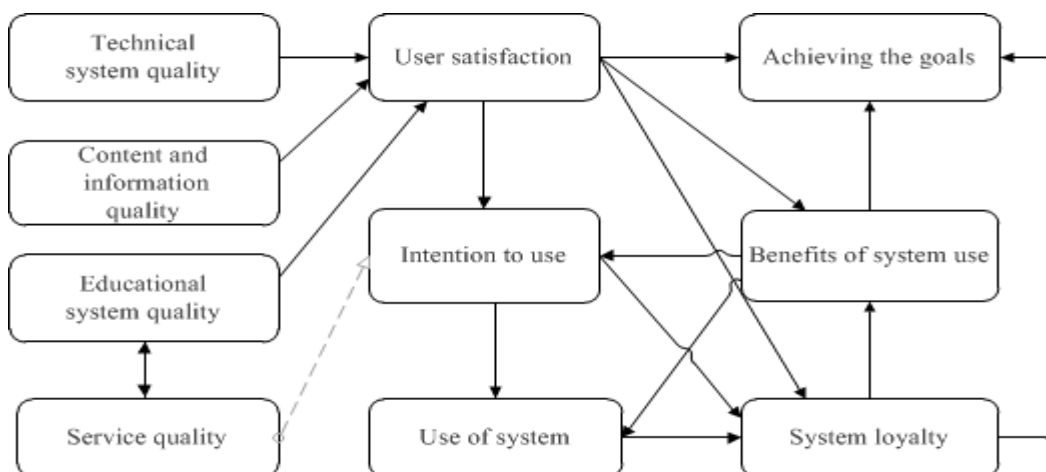 Technical
system quality
User satisfaction
Achieving the goals
Content and
information
quality
Intention to use
Benefits of system use
Educational
system quality
Service quality
Use of system
System loyalty